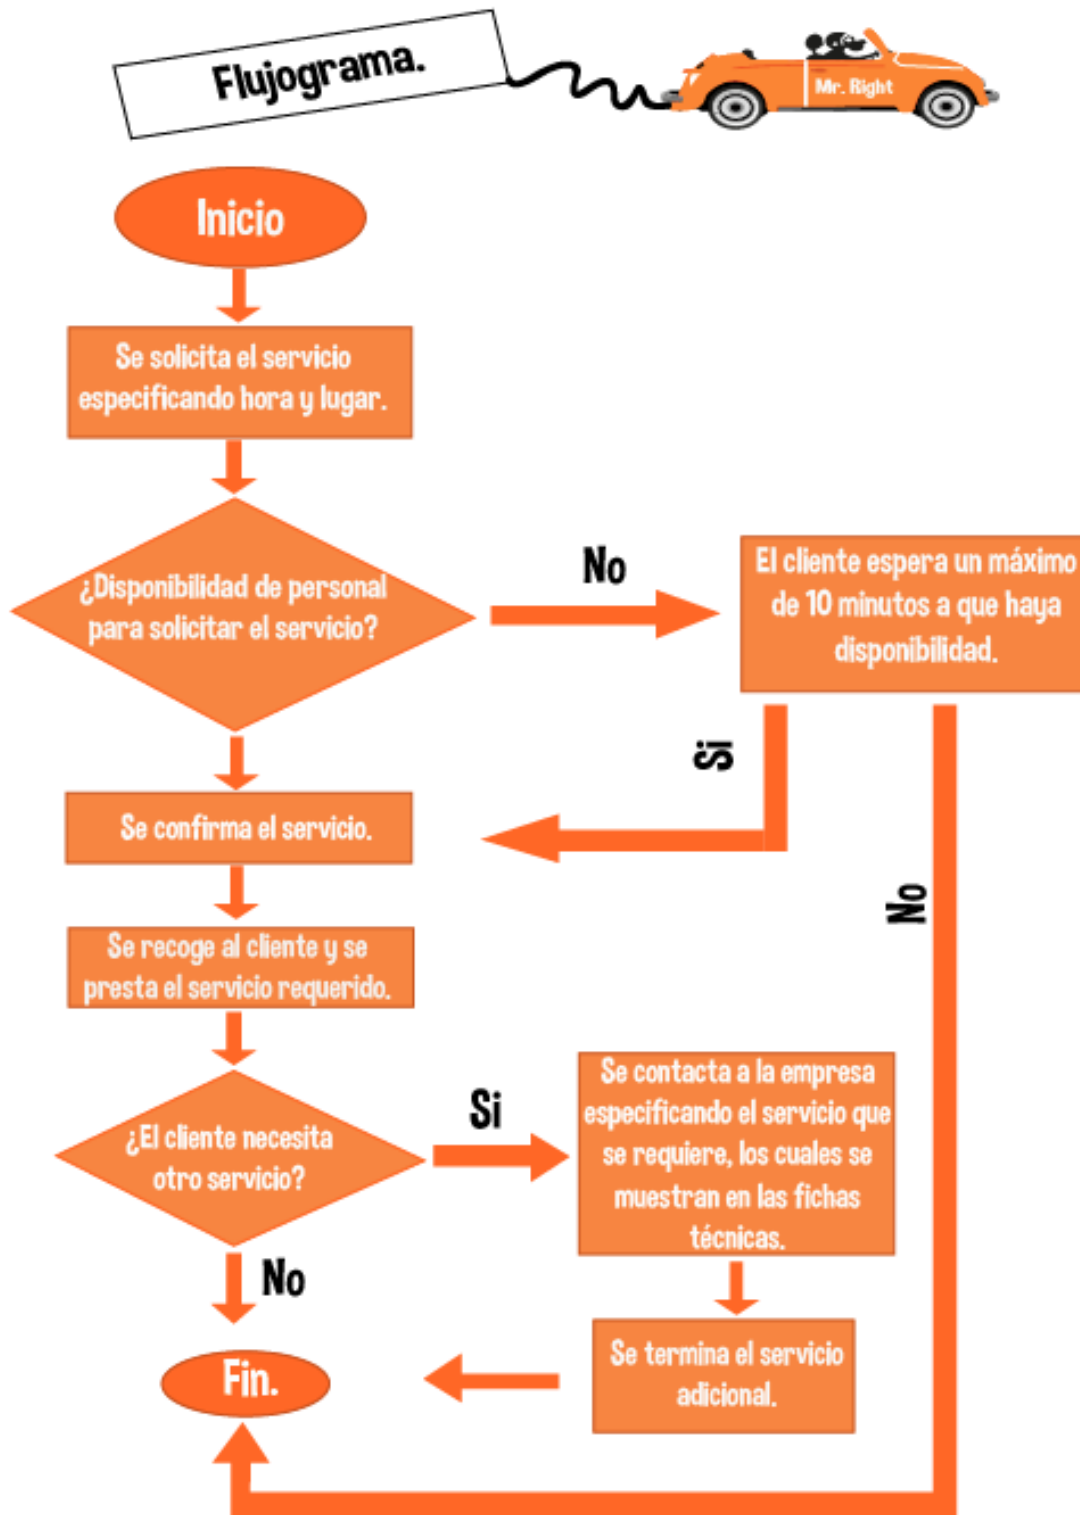 Flujograma.
Mr. Right
Inicio
Se solicita el servicio
especificando hora y lugar.
¿Disponibilidad de personal
para solicitar el servicio?
No
El cliente espera un máximo
de 10 minutos a que haya
disponibilidad.
Si
Se confirma el servicio.
No
Se recoge al cliente y se
presta el servicio requerido.
¿El cliente necesita
otro servicio?
Si
Se contacta a la empresa
especificando el servicio que
se requiere, los cuales se
muestran en las fichas
técnicas.
No
Se termina el servicio
adicional.
Fin.